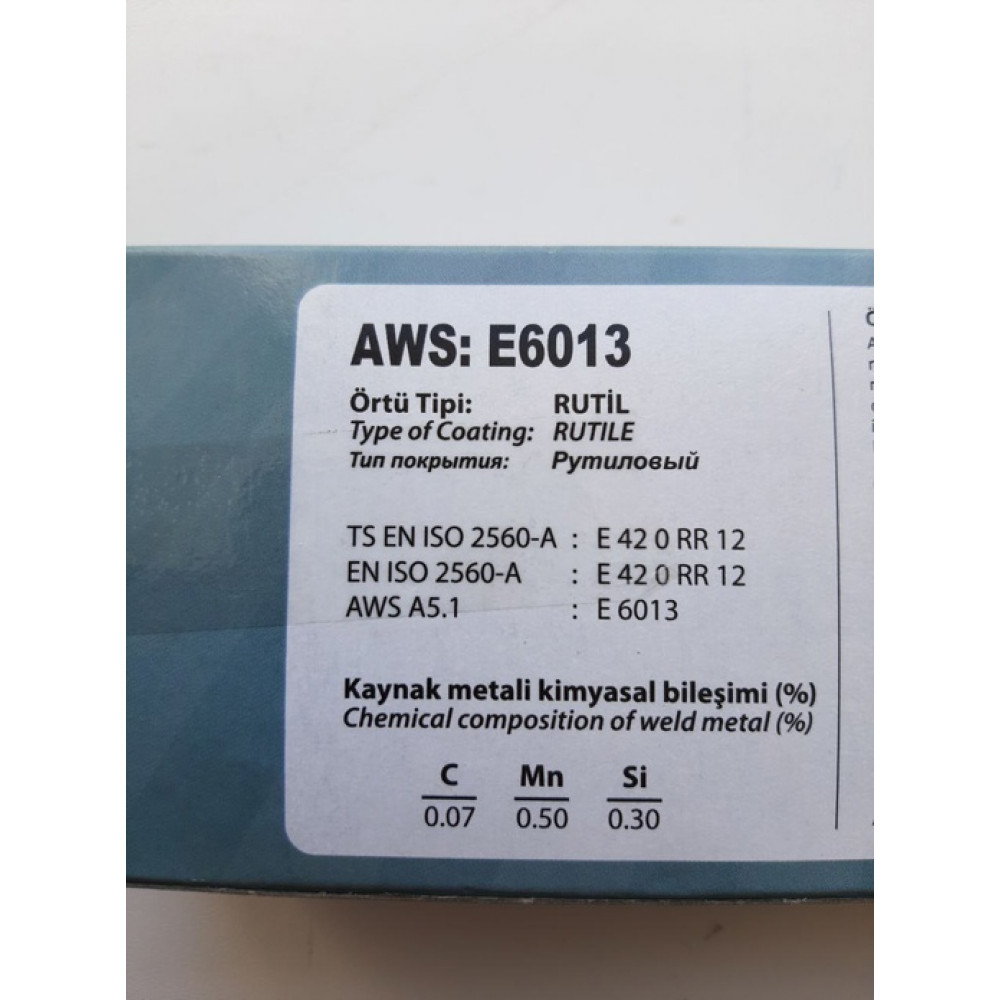 AWS: E6013
Örtü Tipi: RUTİL
Type of Coating: RUTILE
Тип покрытия: Рутиловый
TS EN ISO 2560-A : E 42 0 RR 12
EN ISO 2560-A : E 42 0 RR 12
AWS A5.1 : E 6013
Kaynak metali kimyasal bileşimi (%)
Chemical composition of weld metal (%)
C Mn Si
0.07 0.50 0.30